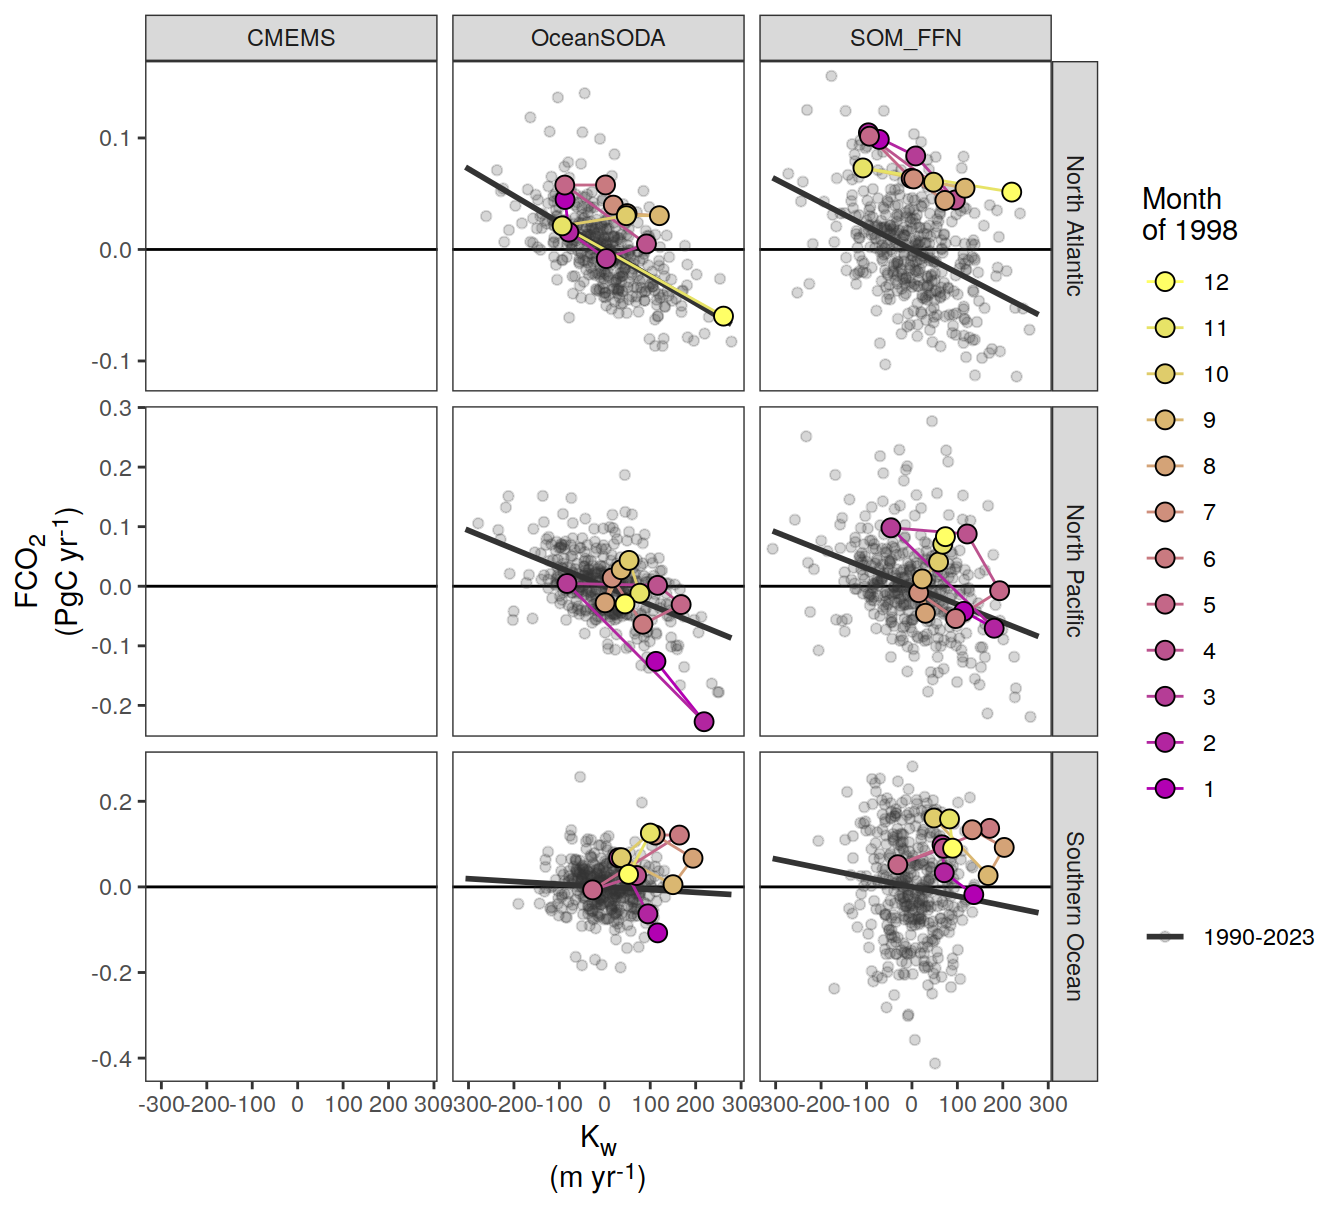 CMEMS OceanSODA SOM_FFN
0.1
0.0
-0.1
North Atlantic
0.3
0.2
0.1
0.0
-0.1
-0.2
North Pacific
0.2
0.0
-0.2
-0.4
Southern Ocean
-300 -200 -100 0 100 200 300
-300 -200 -100 0 100 200 300
-300 -200 -100 0 100 200 300
FCO2
(PgC yr-1)
Kw
(m yr-1)
Month
of 1998
12
11
10
9
8
7
6
5
4
3
2
1
1990-2023